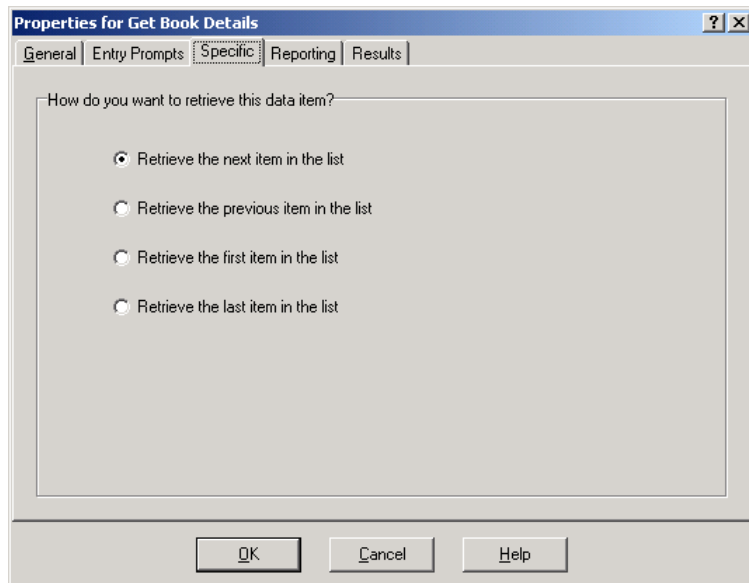 Properties for Get Book Details
General Entry Prompts Specific Reporting Results
How do you want to retrieve this data item?
Retrieve the next item in the list
Retrieve the previous item in the list
Retrieve the first item in the list
Retrieve the last item in the list
OK Cancel Help